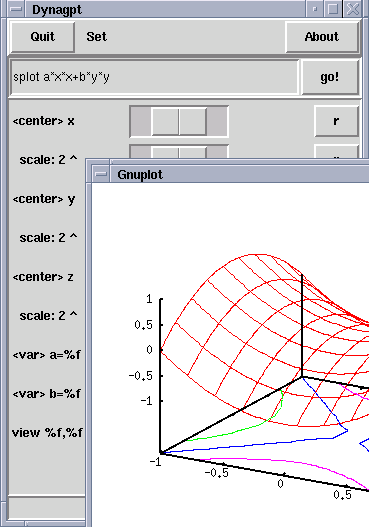 Dynagpt
Quit Set About
splot a*x*x+b*y*y go!
<center> x r
scale: 2 ^
Gnuplot
<center> y
scale: 2 ^
<center> z
scale: 2 ^
<var> a=%f
<var> b=%f
view %f,%f
1
0.5
0
-0.5
-1
-1
-0.5
0
0.5